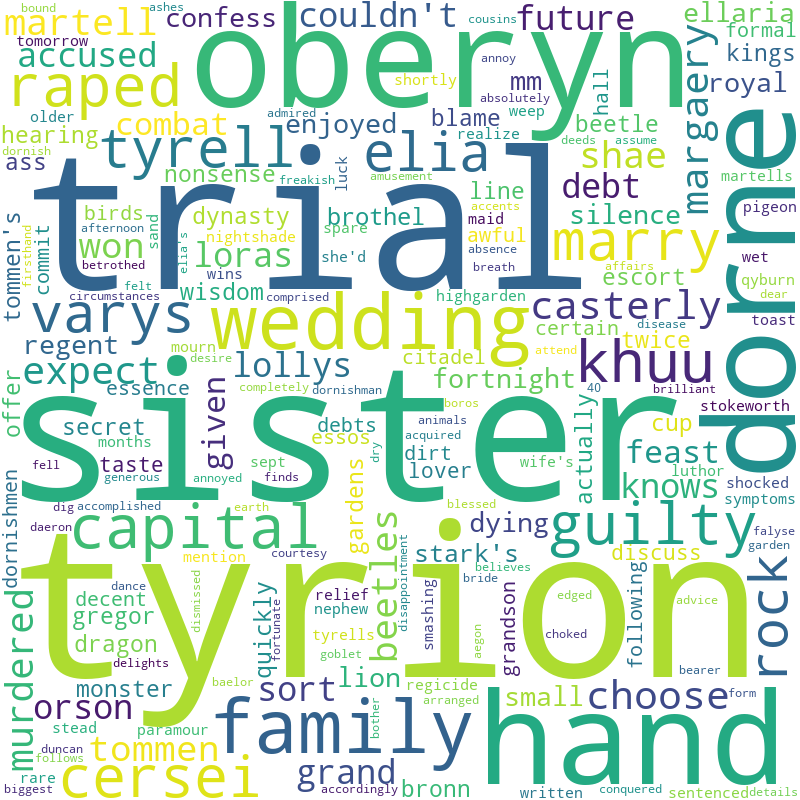 bound
ashes
cousins
ellaria
martell
confess
couldn't
future
formal
tomorrow
oberyn
annoy
kings
accused
raped
mm
hall
royal
older
shortly
absolutely
admired
weep
combat
enjoyed
blame
realize
beetle
margaery
dorne
hearing
tyrell
elia
deeds
assume
dornish
ass
nonsense
freakish
luck
amusement
shae
martells
trial
line
debt
maid
accents
birds
dynasty
brothel
silence
pigeon
afternoon
sand
spare
tommen's
firsthand
commit
won
nightshade
elia's
she'd
awful
marry
betrothed
loras
absence
wet
qyburn
felt
wins
breath
affairs
escort
dear
circumstances
wisdom
comprised
highgarden
varys
wedding
casterly
toast
disease
certain
twice
regent
mourn
citadel
attend
khuu
40
brilliant
expect
desire
lollys
fortnight
essence
completely
dornishman
boros
animals
stokeworth
offer
secret
given
debts
acquired
actually
cup
feast
rock
months
essos
dirt
sister
taste
sept
dry
lover
wife's
luthor
shocked
fell
generous
annoyed
finds
knows
symptoms
dig
accomplished
earth
gardens
blessed
daeron
capital
beetles
dying
guilty
falyse
garden
dornishmen
dance
mention
courtesy
disappointment
stark's
discuss
tyrion
dismissed
quickly
fortunate
relief
believes
bride
edged
advice
murdered
decent
gregor
nephew
smashing
grandson
following
dragon
tyrells
aegon
choked
delights
baelor
goblet
lion
regicide
bearer
monster
sort
arranged
small
choose
form
orson
family
bother
hand
stead
paramour
duncan
tommen
follows
cersei
grand
rare
bronn
biggest
accordingly
written
conquered
sentenced
details